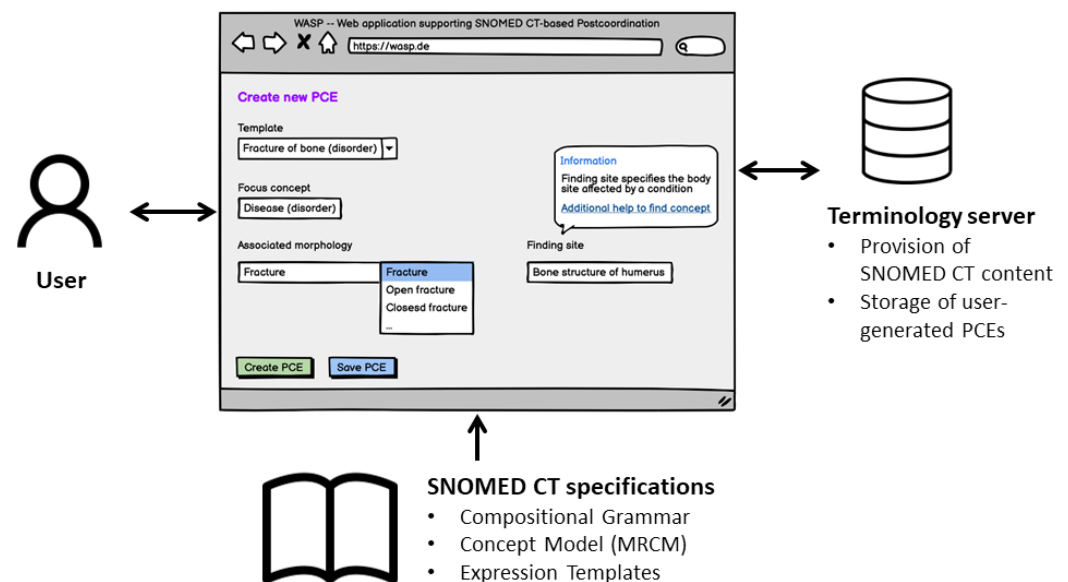 WASP -- Web application supporting SNOMED CT-based Postcoordination
https://wasp.de
Create new PCE
Template
Fracture of bone (disorder)
Information
Finding site specifies the body
site affected by a condition
Additional help to find concept
Focus concept
Disease (disorder)
Associated morphology
Finding site
Fracture
Fracture
Open fracture
Closesd fracture
...
Bone structure of humerus
Create PCE
Save PCE
User
Terminology server
• Provision of
SNOMED CT content
• Storage of user-
generated PCEs
SNOMED CT specifications
• Compositional Grammar
• Concept Model (MRCM)
• Expression Templates